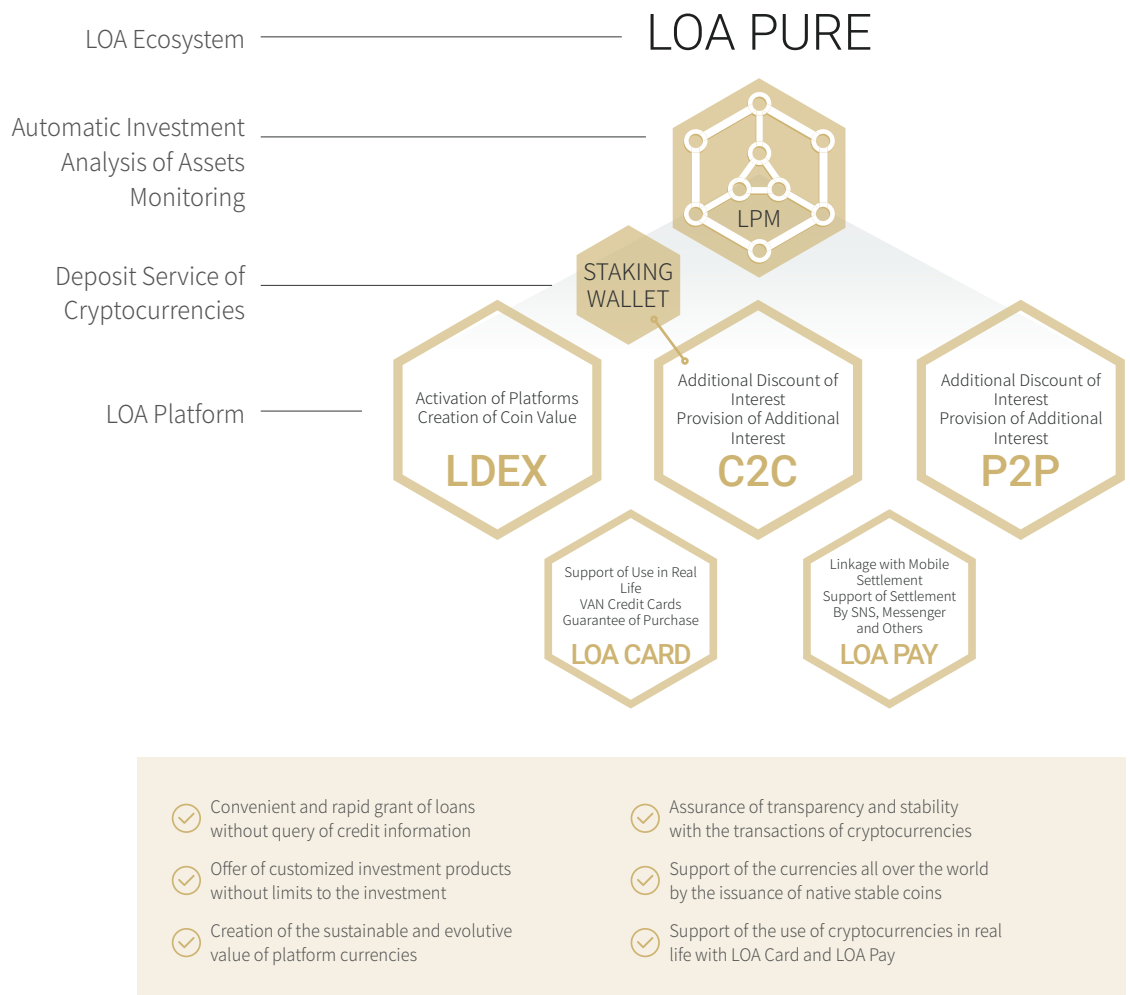 LOA Ecosystem
LOA PURE
Automatic Investment
Analysis of Assets
Monitoring
LPM
Deposit Service of
Cryptocurrencies
STAKING
WALLET
LOA Platform
Activation of Platforms
Creation of Coin Value
LDEX
Additional Discount of
Interest
Provision of Additional
Interest
C2C
Additional Discount of
Interest
Provision of Additional
Interest
P2P
Support of Use in Real
Life
VAN Credit Cards
Guarantee of Purchase
LOA CARD
Linkage with Mobile
Settlement
Support of Settlement
By SNS, Messenger
and Others
LOA PAY
Convenient and rapid grant of loans
without query of credit information
Offer of customized investment products
without limits to the investment
Creation of the sustainable and evolutive
value of platform currencies
Assurance of transparency and stability
with the transactions of cryptocurrencies
Support of the currencies all over the world
by the issuance of native stable coins
Support of the use of cryptocurrencies in real
life with LOA Card and LOA Pay